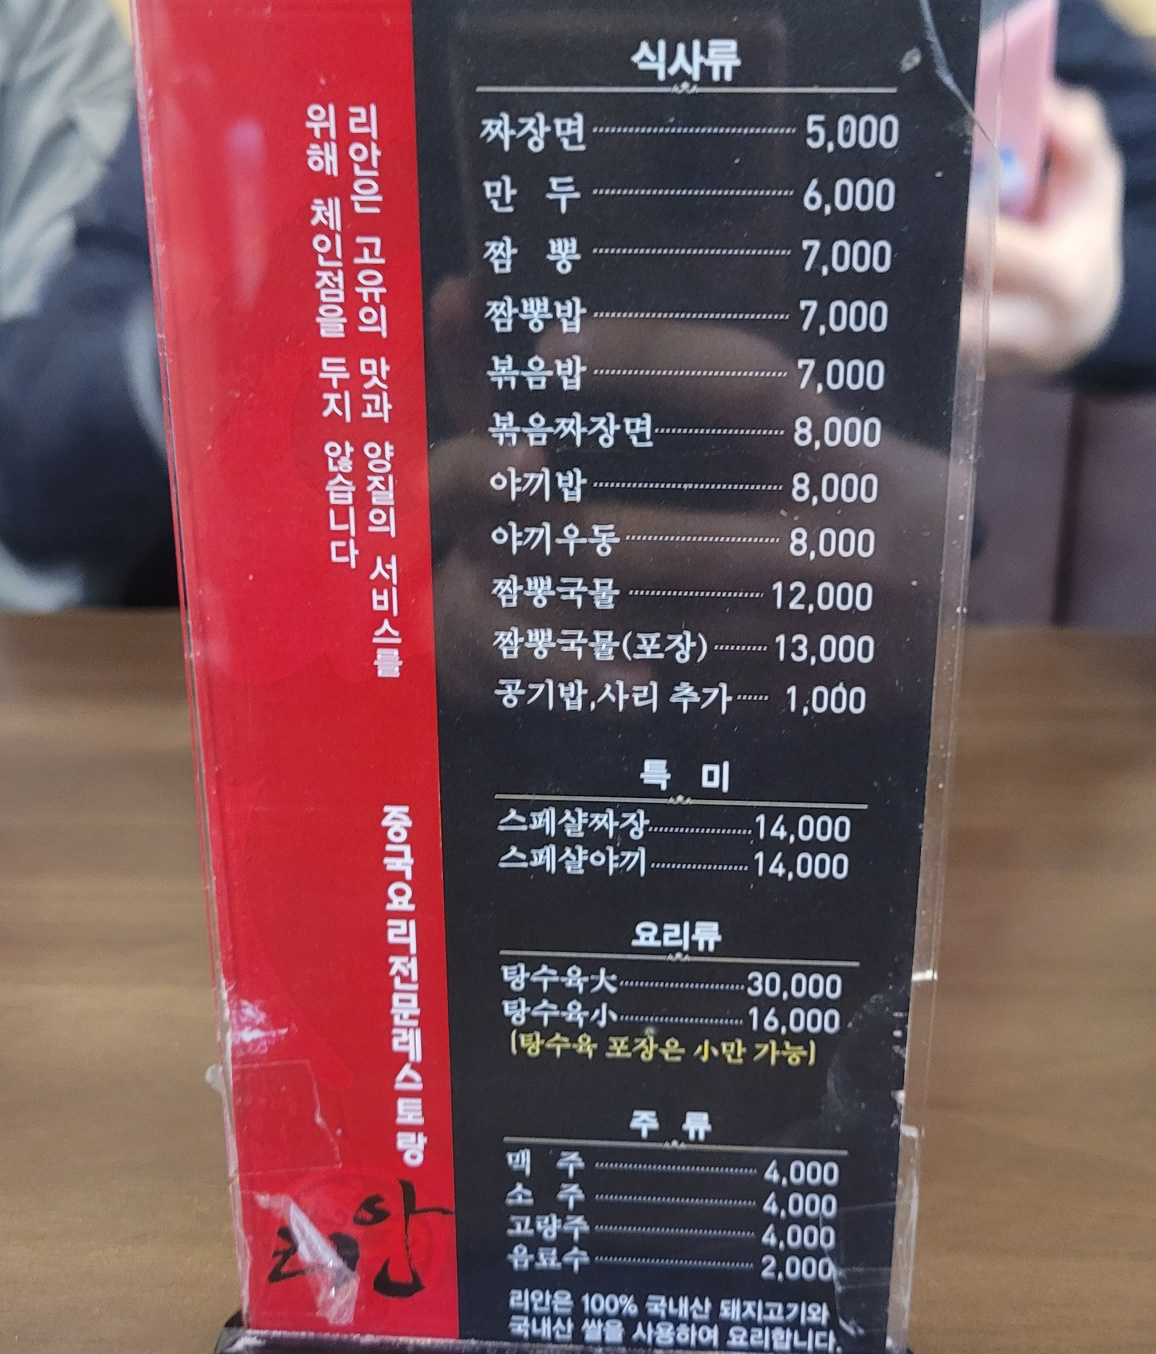 리안은 고유의 맛과 양질의 서비스를
위해 체인점을 두지 않습니다
중국요리전문레스토랑
리안
식사류
짜장면 5,000
만 두 6,000
짬 뽕 7,000
짬뽕밥 7,000
볶음밥 7,000
볶음짜장면 8,000
야끼밥 8,000
야끼우동 8,000
짬뽕국물 12,000
짬뽕국물(포장) 13,000
공기밥,사리 추가 1,000
특 미
스페샬짜장 14,000
스페샬야끼 14,000
요리류
탕수육大 30,000
탕수육小 16,000
(탕수육 포장은 小만 가능)
주 류
맥 주 4,000
소 주 4,000
고량주 4,000
음료수 2,000
리안은 100% 국내산 돼지고기와
국내산 쌀을 사용하여 요리합니다.